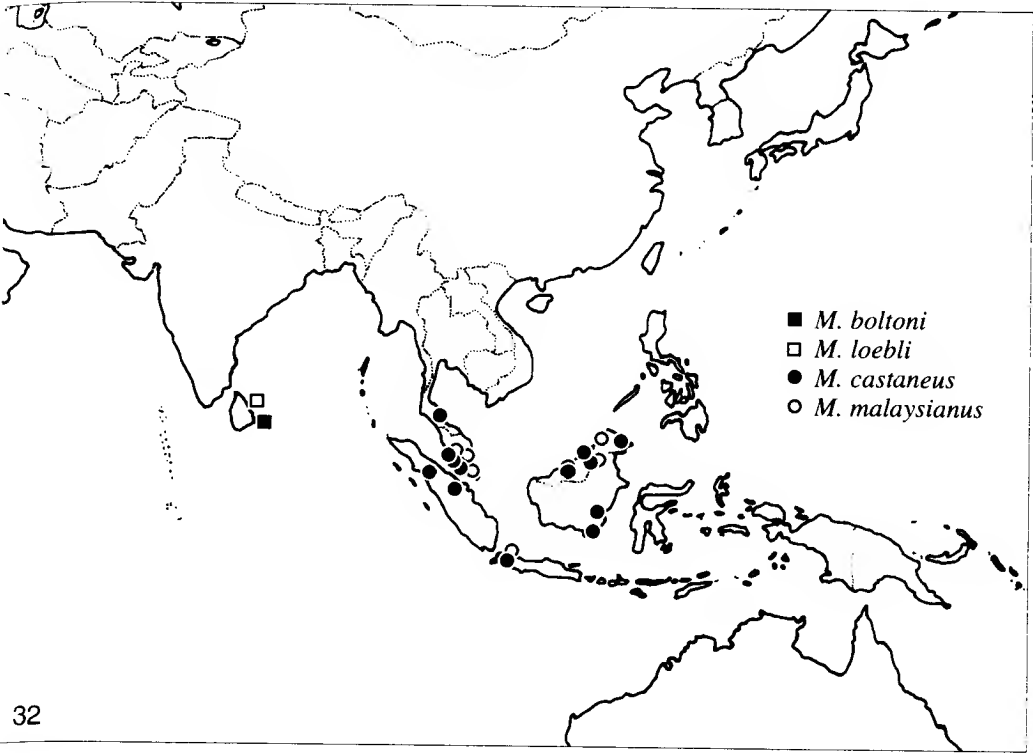 ■ M. boltoni
□ M. loebli
● M. castaneus
○ M. malaysianus
32